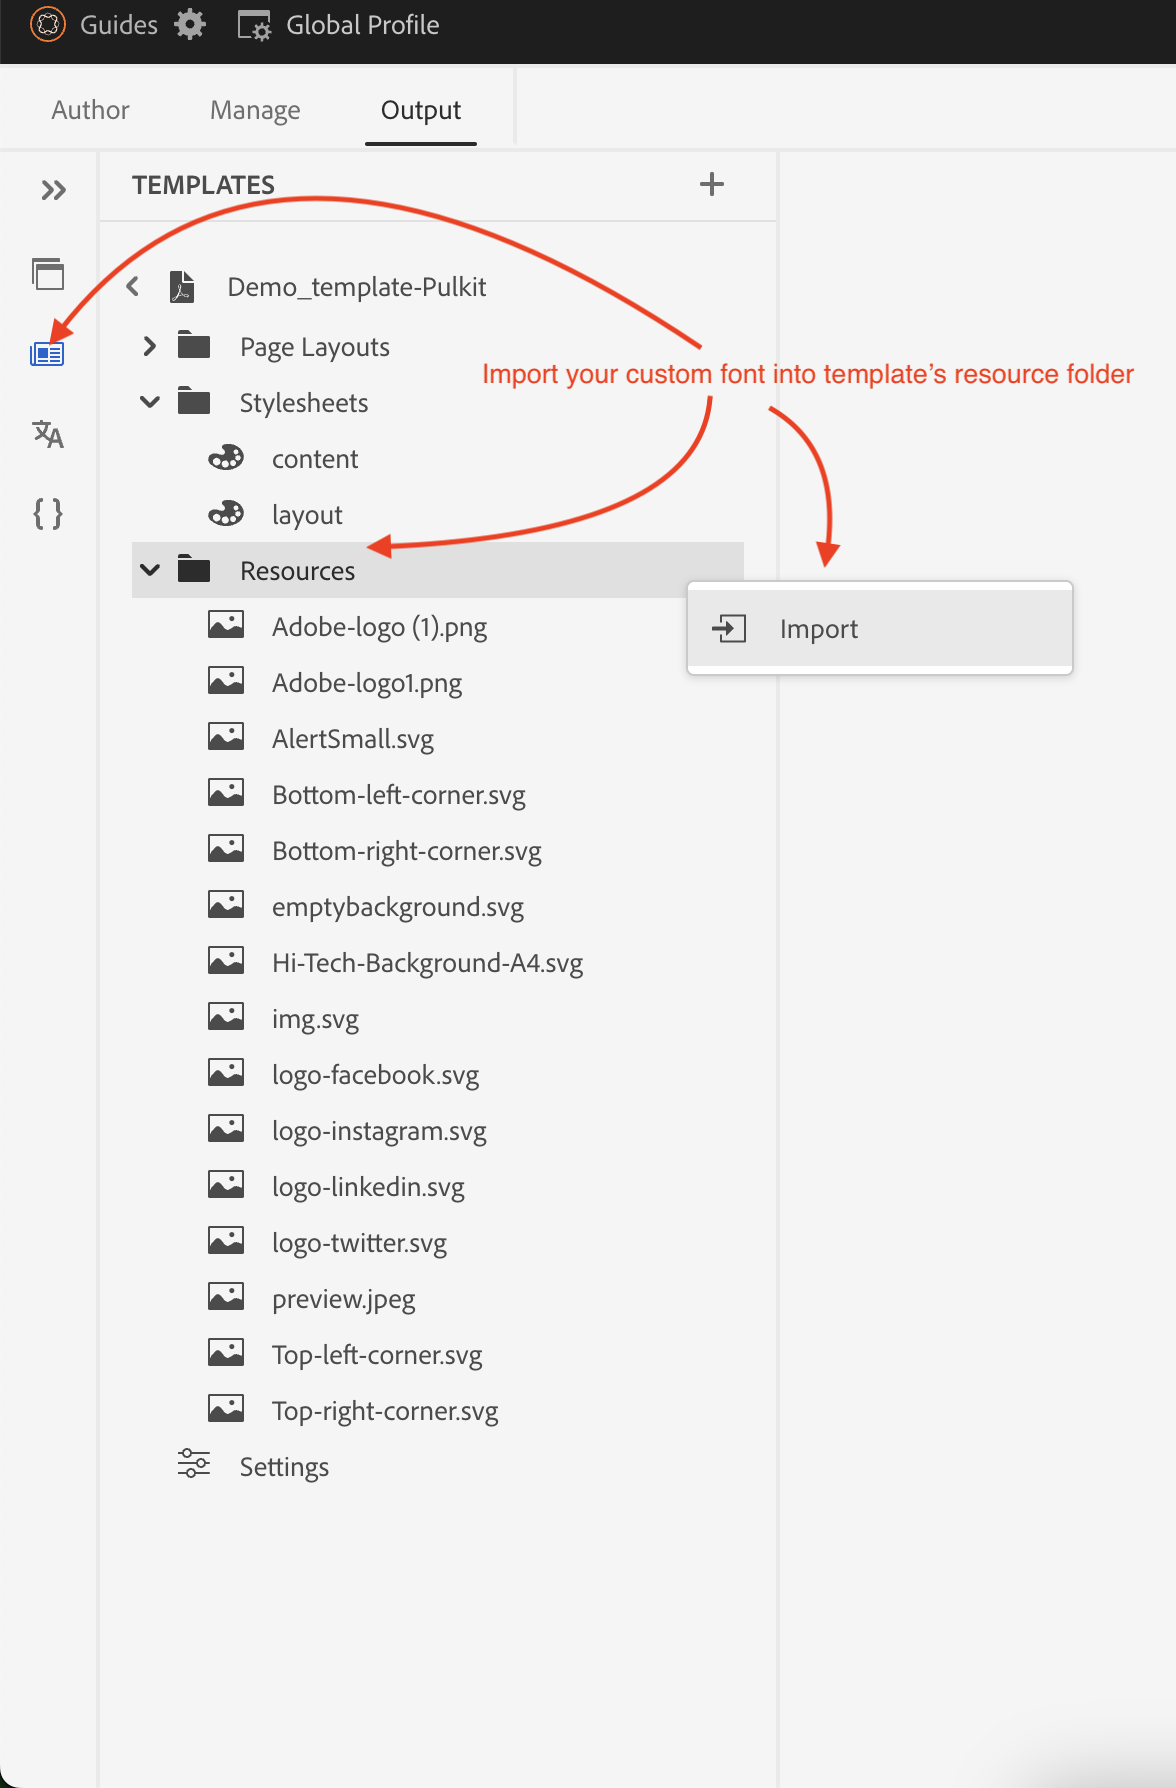 Guides Global Profile
Author Manage Output
TEMPLATES
Demo_template-Pulkit
Page Layouts
Import your custom font into template’s resource folder
Stylesheets
content
layout
Resources
Import
Adobe-logo (1).png
Adobe-logo1.png
AlertSmall.svg
Bottom-left-corner.svg
Bottom-right-corner.svg
emptybackground.svg
Hi-Tech-Background-A4.svg
img.svg
logo-facebook.svg
logo-instagram.svg
logo-linkedin.svg
logo-twitter.svg
preview.jpeg
Top-left-corner.svg
Top-right-corner.svg
Settings